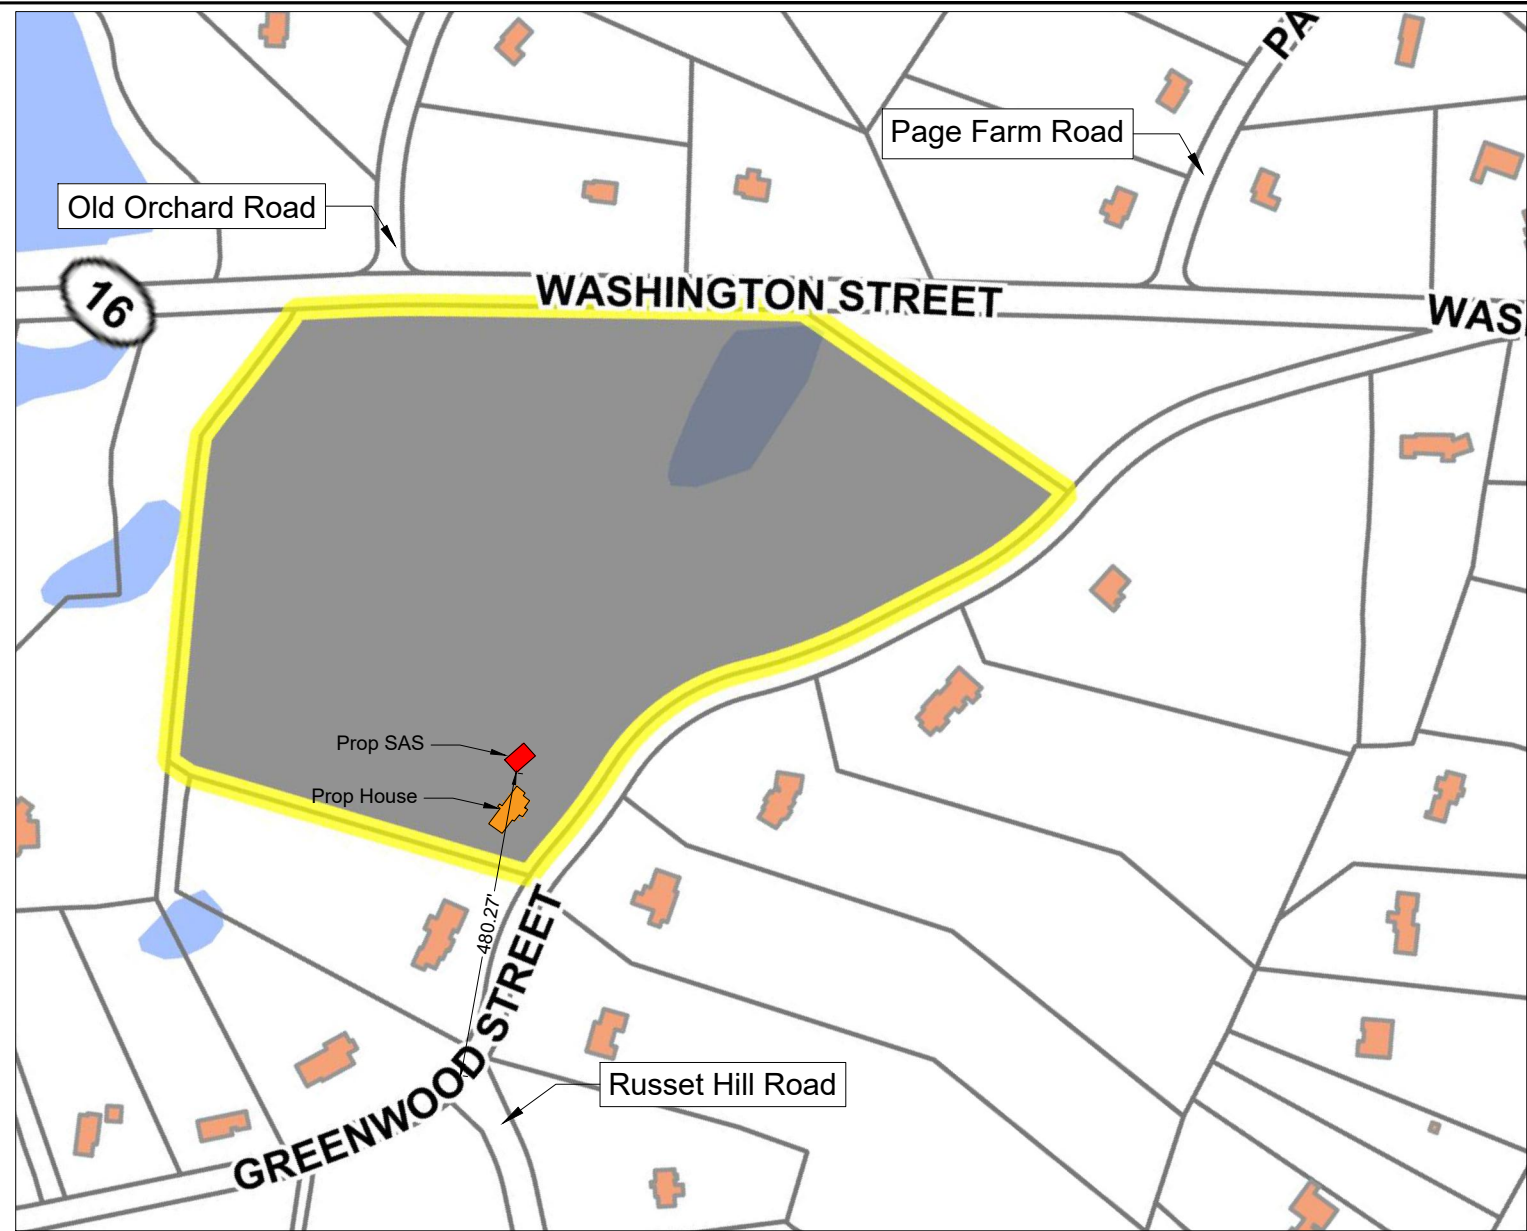 PA
Page Farm Road
Old Orchard Road
16
WASHINGTON STREET
WAS
Prop SAS
Prop House
480.27'
GREENWOOD STREET
Russet Hill Road